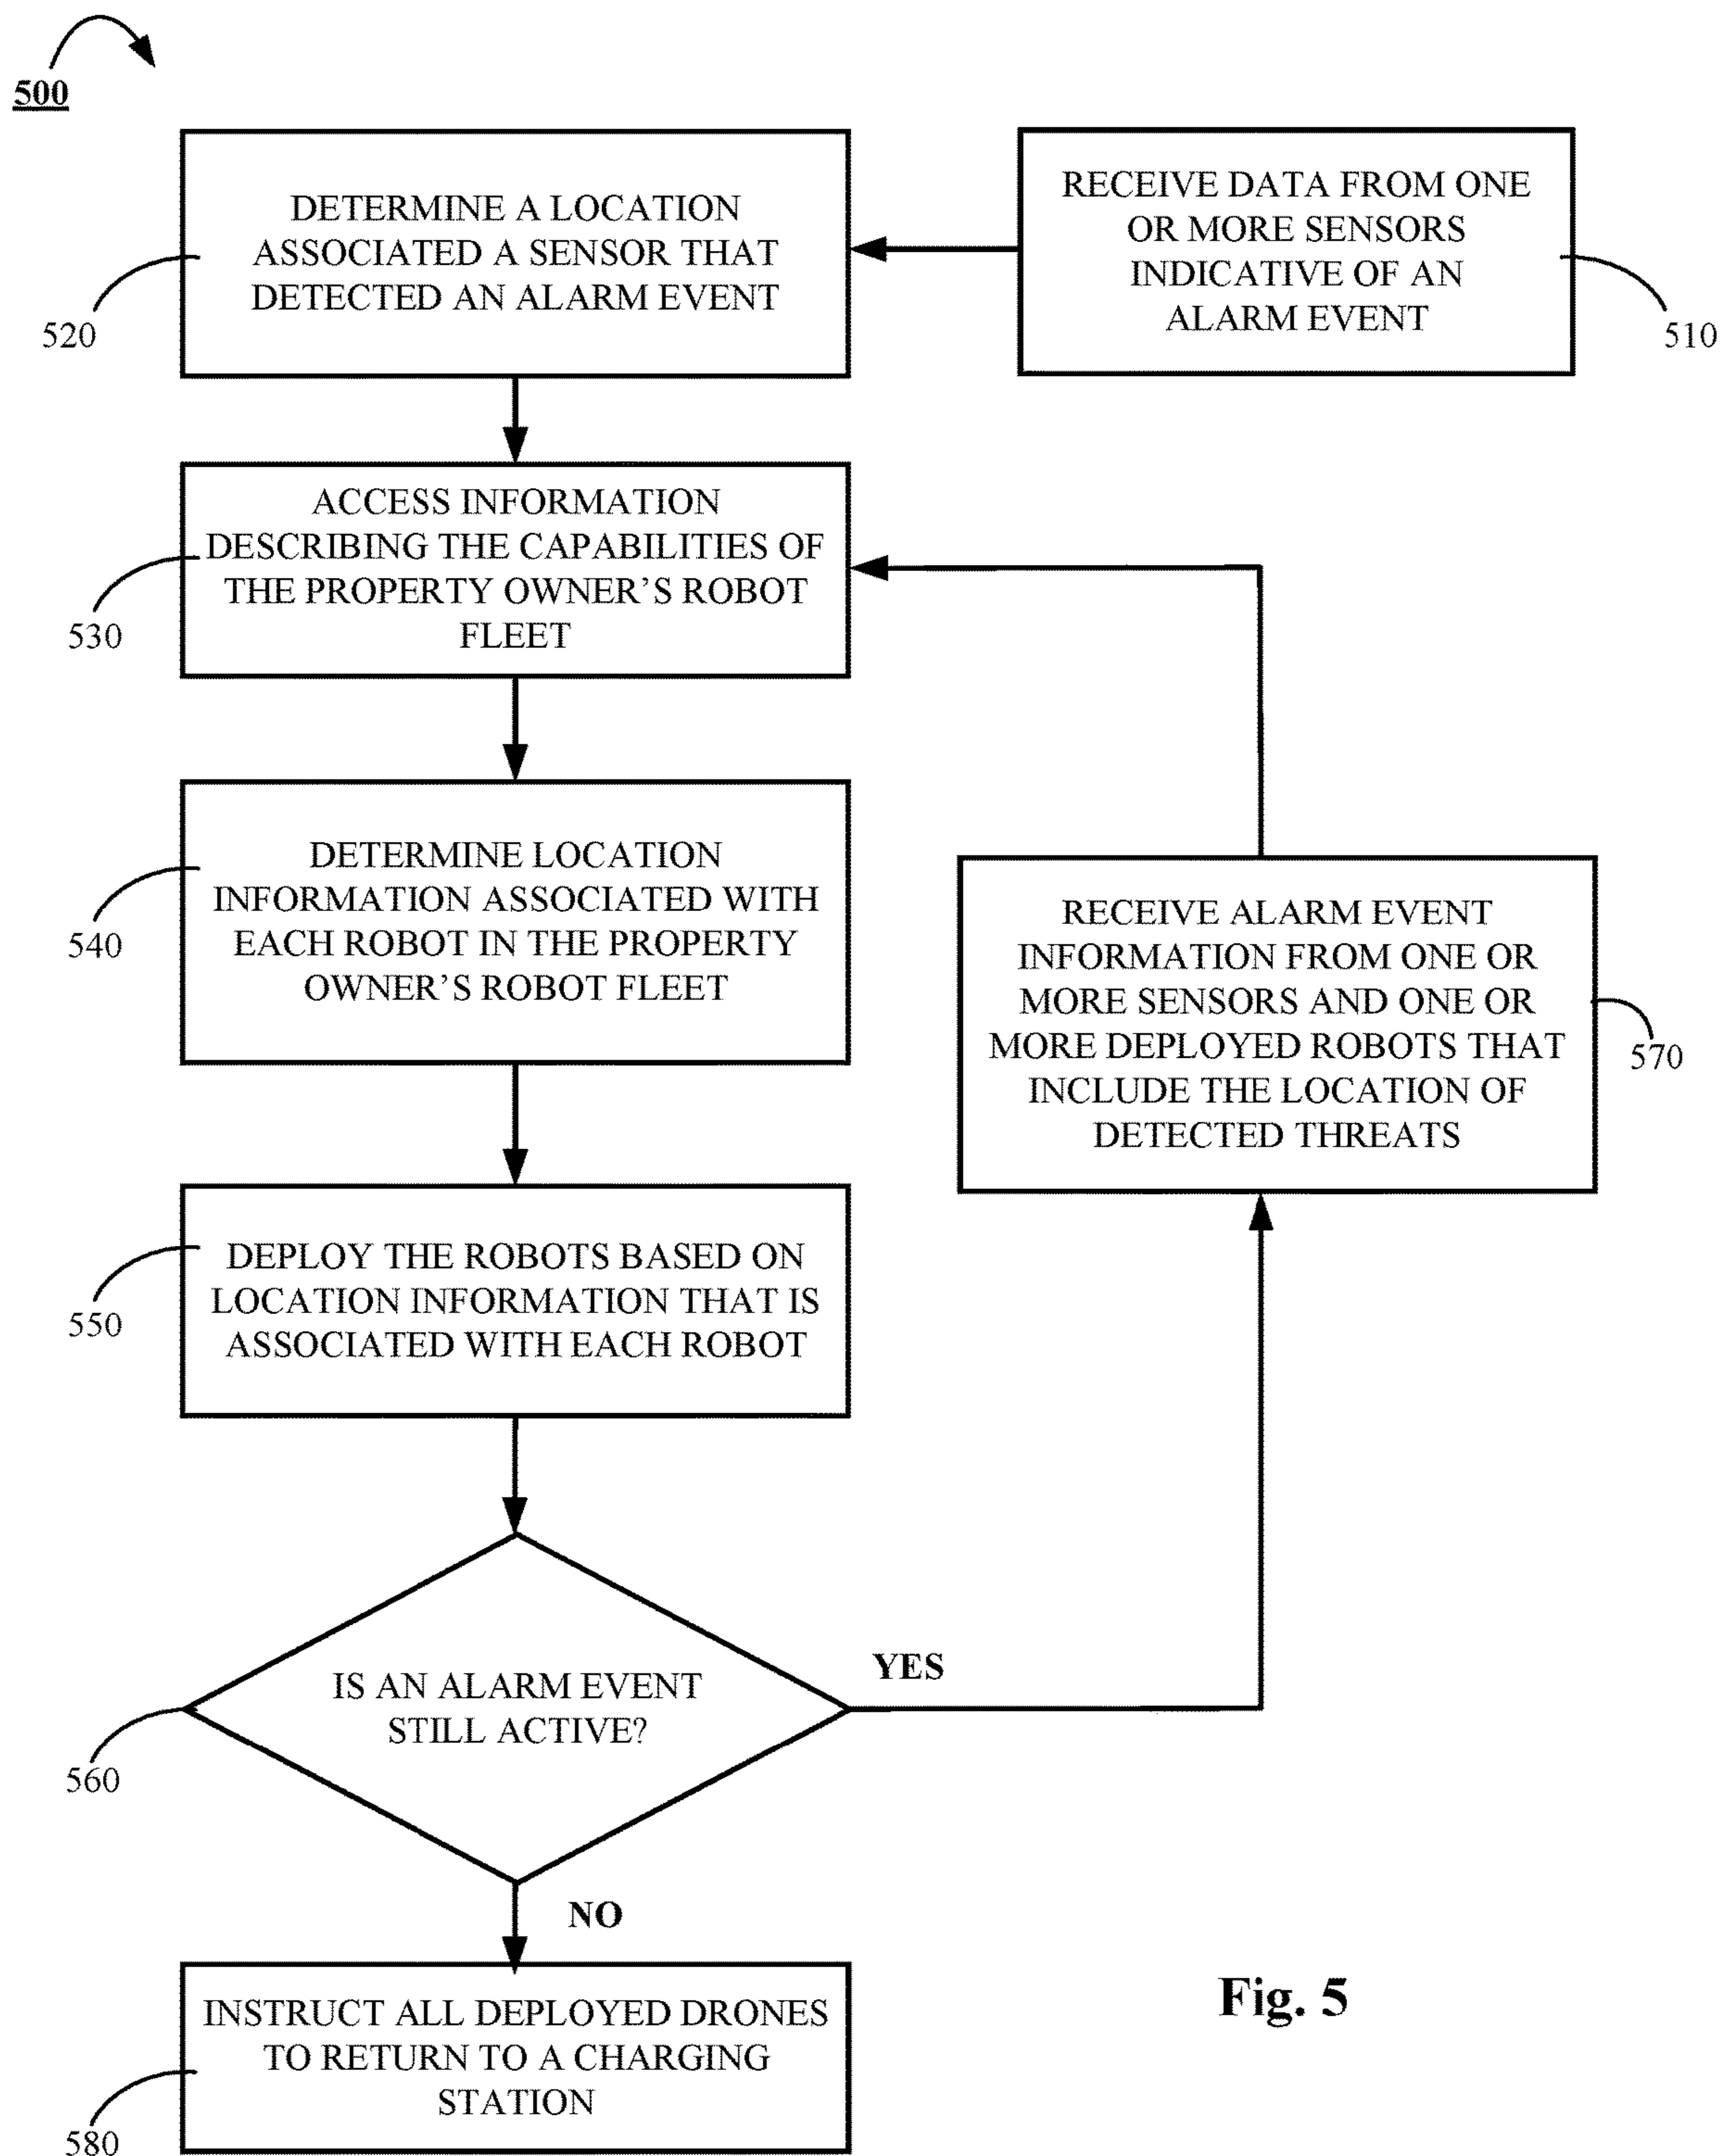 500
RECEIVE DATA FROM ONE
OR MORE SENSORS
INDICATIVE OF AN
ALARM EVENT
510
DETERMINE A LOCATION
ASSOCIATED A SENSOR THAT
DETECTED AN ALARM EVENT
520
ACCESS INFORMATION
DESCRIBING THE CAPABILITIES OF
THE PROPERTY OWNER'S ROBOT
FLEET
530
DETERMINE LOCATION
INFORMATION ASSOCIATED WITH
EACH ROBOT IN THE PROPERTY
OWNER'S ROBOT FLEET
540
DEPLOY THE ROBOTS BASED ON
LOCATION INFORMATION THAT IS
ASSOCIATED WITH EACH ROBOT
550
IS AN ALARM EVENT
STILL ACTIVE?
560
YES
RECEIVE ALARM EVENT
INFORMATION FROM ONE OR
MORE SENSORS AND ONE OR
MORE DEPLOYED ROBOTS THAT
INCLUDE THE LOCATION OF
DETECTED THREATS
570
NO
INSTRUCT ALL DEPLOYED DRONES
TO RETURN TO A CHARGING
STATION
580
Fig. 5